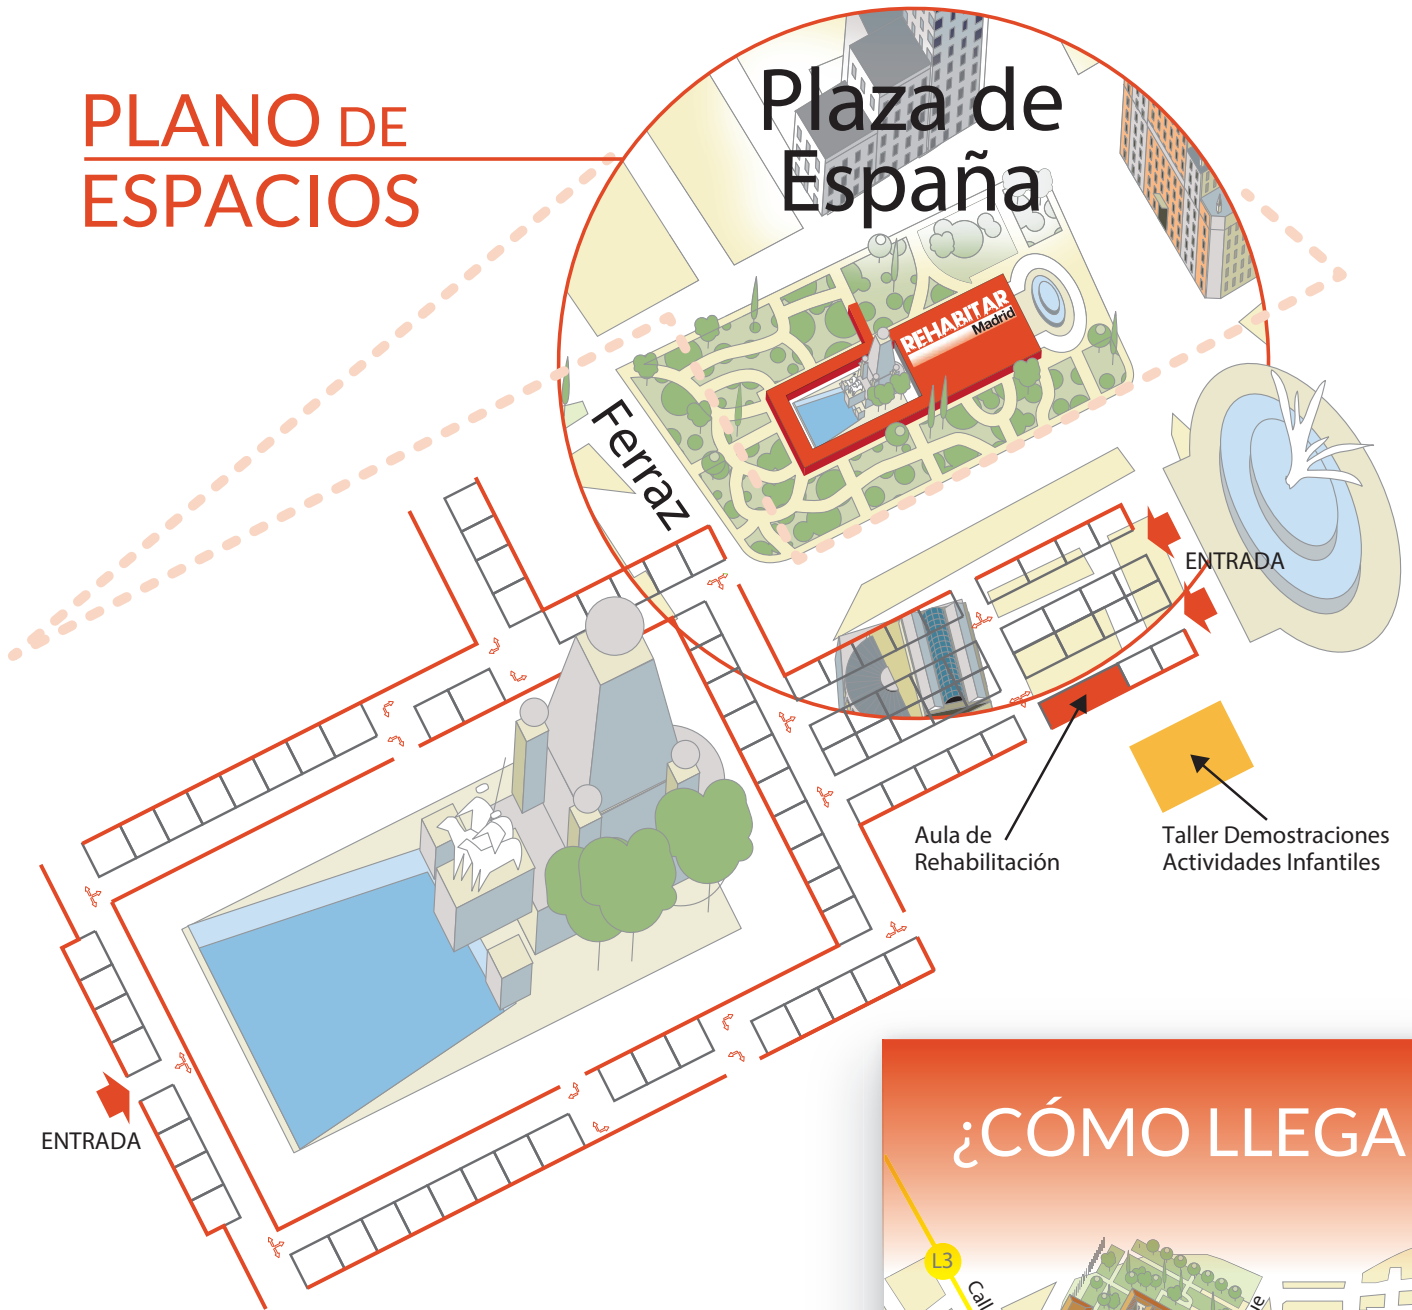 PLANO DE
ESPACIOS
Plaza de
España
REHABITAR
Madrid
Ferraz
ENTRADA
Aula de
Rehabilitación
Taller Demostraciones
Actividades Infantiles
ENTRADA
¿CÓMO LLEGA
L3